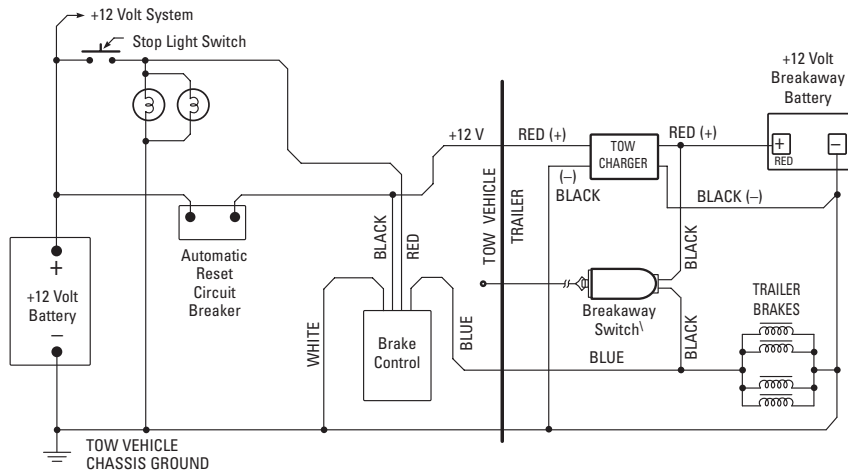 +12 Volt System
Stop Light Switch
+12 Volt
Breakaway
Battery
+12 V
RED (+)
TOW
CHARGER
RED (+)
+
RED
–
(–)
BLACK
BLACK (–)
TOW VEHICLE
TRAILER
BLACK
RED
BLACK
Automatic
Reset
Circuit
Breaker
+
+12 Volt
Battery
–
WHITE
Brake
Control
BLUE
Breakaway
Switch\
BLACK
TRAILER
BRAKES
BLUE
TOW VEHICLE
CHASSIS GROUND